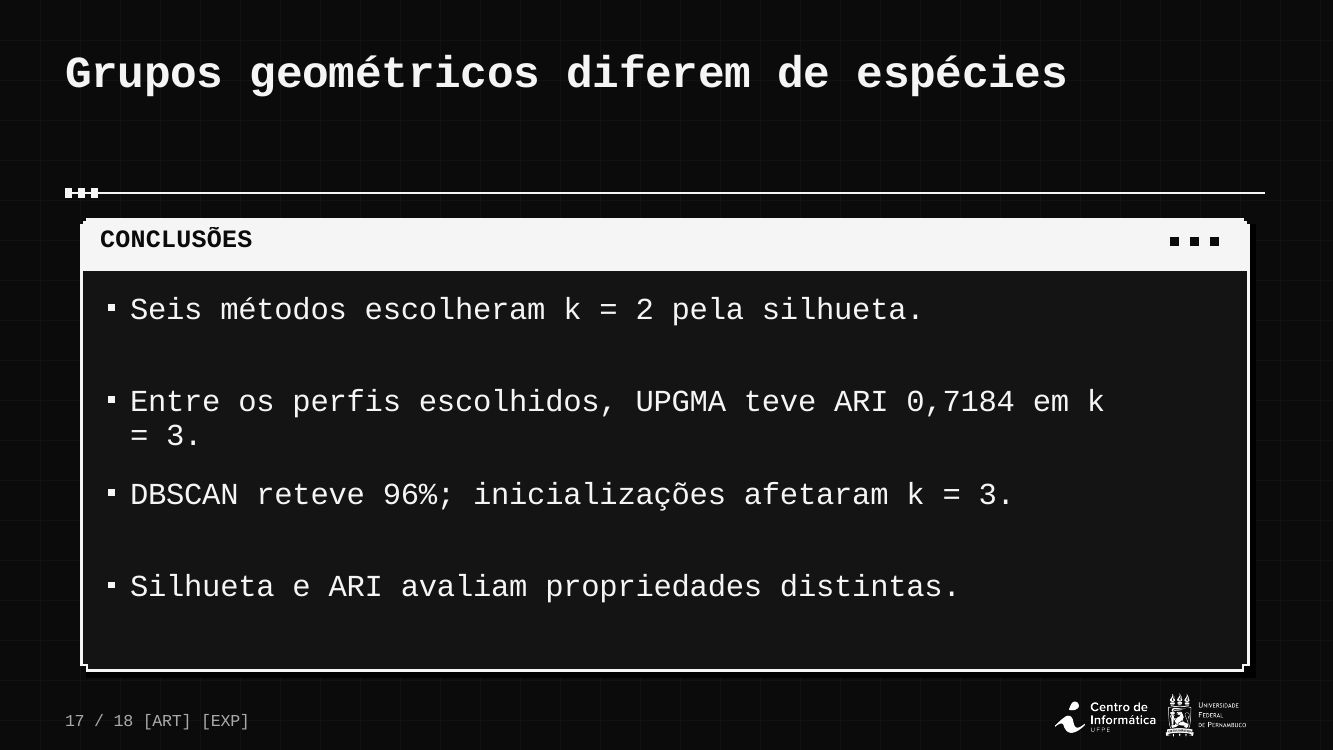 Grupos geométricos diferem de espécies
CONCLUSÕES
Seis métodos escolheram k = 2 pela silhueta.
Entre os perfis escolhidos, UPGMA teve ARI 0,7184 em k
= 3.
DBSCAN reteve 96%; inicializações afetaram k = 3.
Silhueta e ARI avaliam propriedades distintas.
17 / 18 [ART] [EXP]
Centro de
Informática
UFPE
Universidade
Federal
de Pernambuco